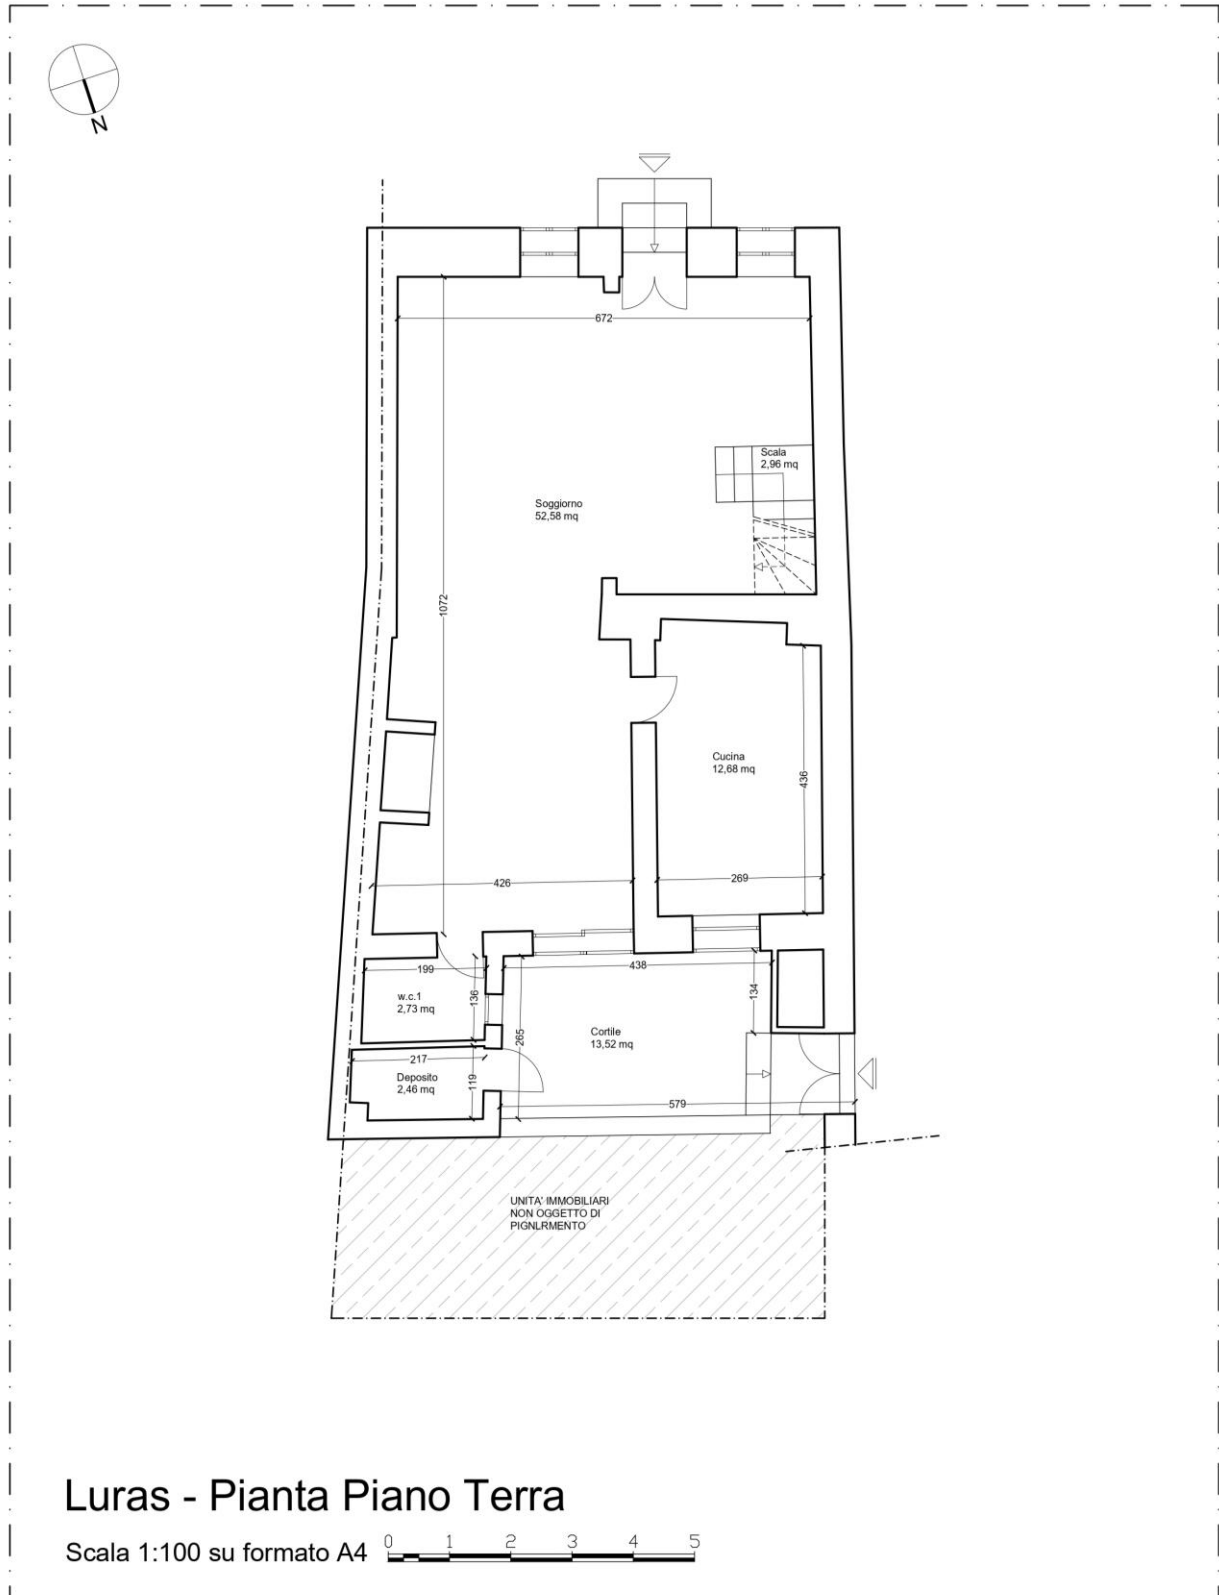 N
672
Scala
2,96 mq
Soggiorno
52,58 mq
1072
Cucina
12,68 mq
436
426
269
199
438
w.c.1
2,73 mq
136
134
265
Cortile
13,52 mq
217
Deposito
2,46 mq
119
579
UNITA' IMMOBILIARI
NON OGGETTO DI
PIGNLRMENTO
Luras - Pianta Piano Terra
Scala 1:100 su formato A4
0 1 2 3 4 5